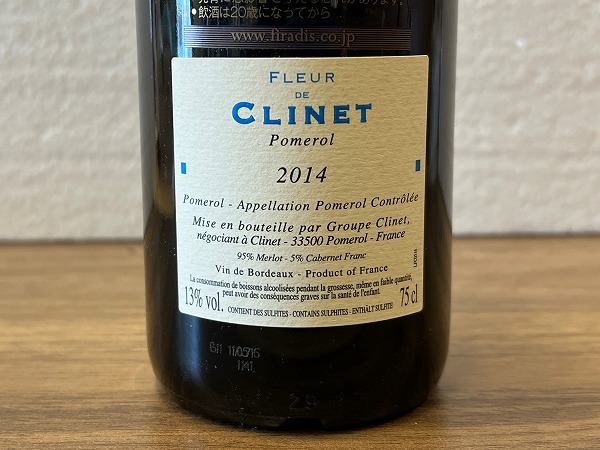 •飲酒は20歳になってから
www.firadis.co.jp
FLEUR
DE
CLINET
Pomerol
2014
Pomerol - Appellation Pomerol Contrôlée
Mise en bouteille par Groupe Clinet,
négociant à Clinet - 33500 Pomerol - France
95% Merlot - 5% Cabernet Franc
Vin de Bordeaux - Product of France
La consommation de boissons alcoolisées pendant la grossesse, même en faible quantité,
peut avoir des conséquences graves sur la santé de l'enfant.
13% vol.
CONTIENT DES SULFITES - CONTAINS SULPHITES - ENTHÄLT SULFITE
75 cl
11/05/16
1141